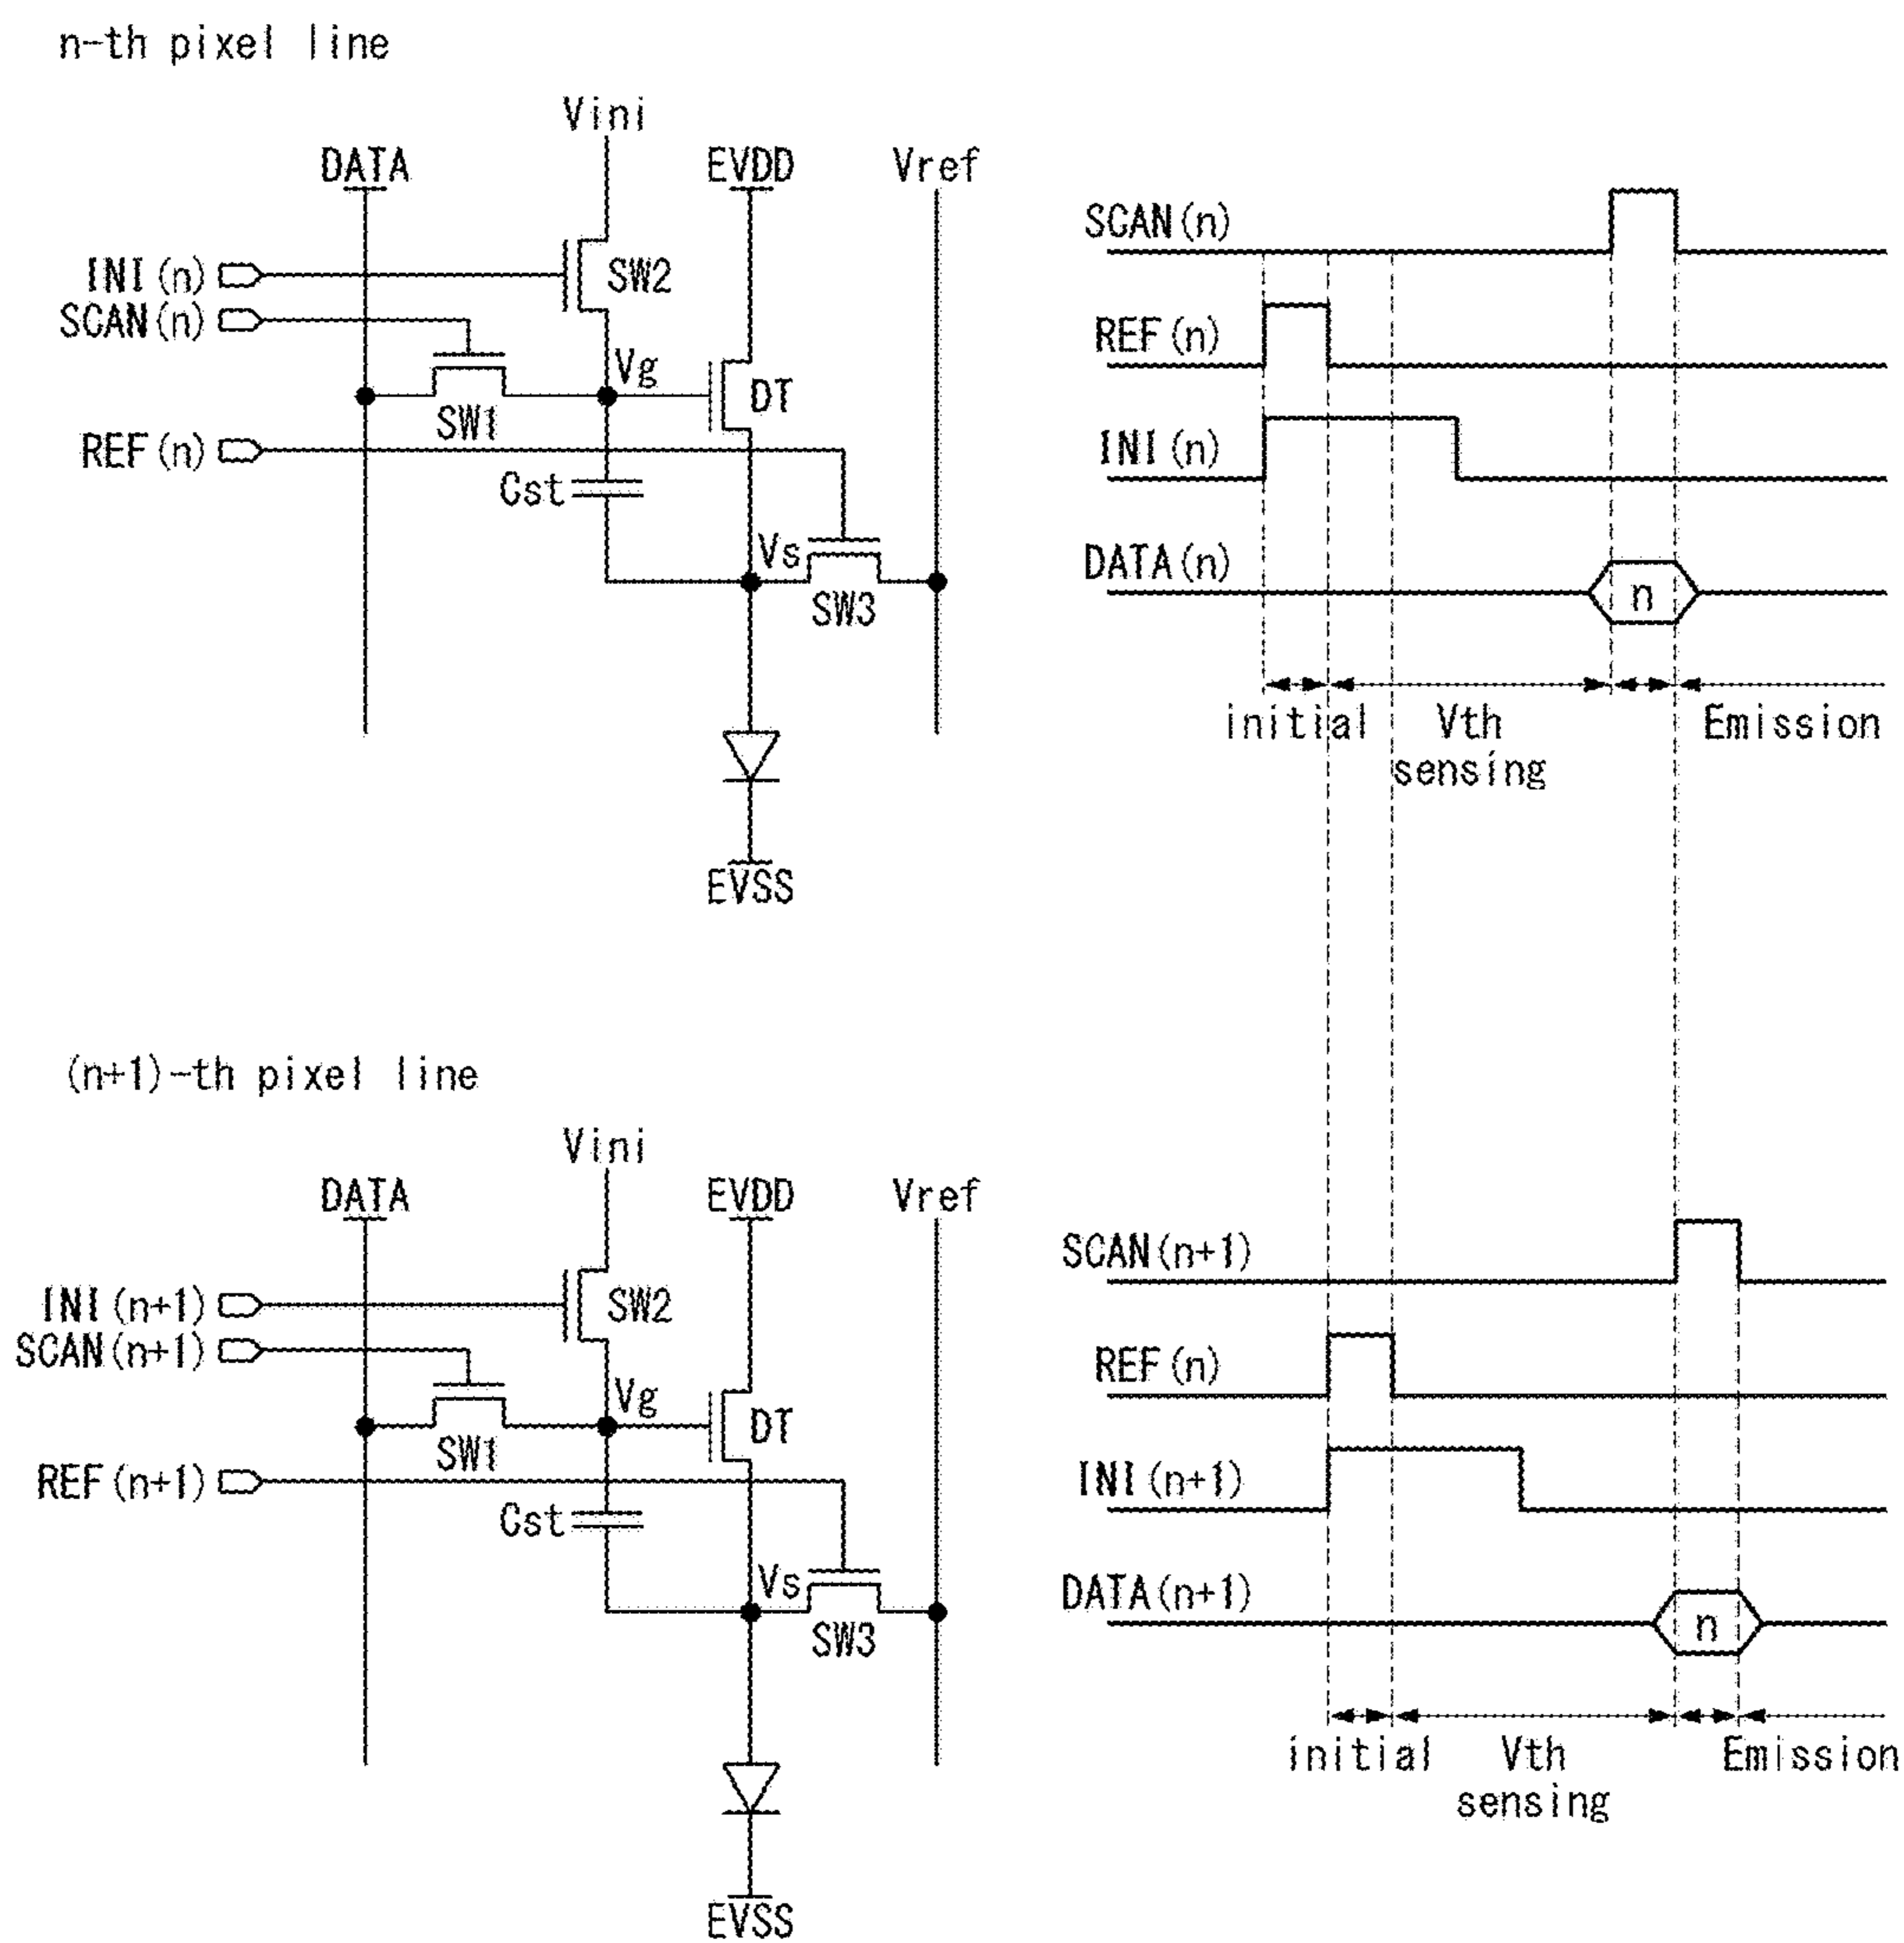 n-th pixel line
Vini
DATA
EVDD
Vref
INI(n)
SW2
SCAN(n)
Vg
DT
SW1
REF(n)
Cst
Vs
SW3
EVSS
SCAN(n)
REF(n)
INI(n)
DATA(n)
n
initial
Vth
sensing
Emission
(n+1)-th pixel line
Vini
DATA
EVDD
Vref
INI(n+1)
SW2
SCAN(n+1)
Vg
DT
SW1
REF(n+1)
Cst
Vs
SW3
EVSS
SCAN(n+1)
REF(n)
INI(n+1)
DATA(n+1)
n
initial
Vth
sensing
Emission